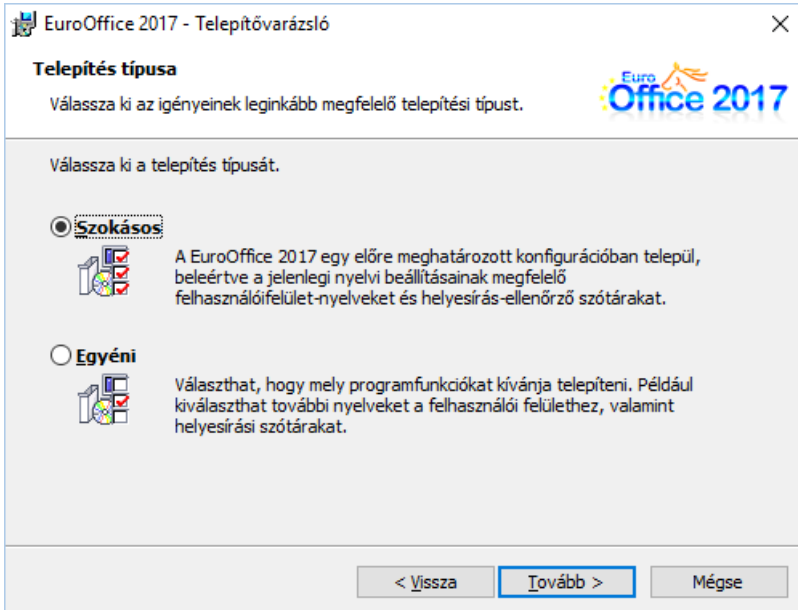 EuroOffice 2017 - Telepítővarázsló
Telepítés típusa
Válassza ki az igényeinek leginkább megfelelő telepítési típust.
Euro
Office 2017
Válassza ki a telepítés típusát.
Szokásos
A EuroOffice 2017 egy előre meghatározott konfigurációban települ,
beleértve a jelenlegi nyelvi beállításainak megfelelő
felhasználóifelület-nyelveket és helyesírás-ellenőrző szótárakat.
Egyéni
Választhat, hogy mely programfunkciókat kívánja telepíteni. Például
kiválaszthat további nyelveket a felhasználói felülethez, valamint
helyesírási szótárakat.
< Vissza
Tovább >
Mégse